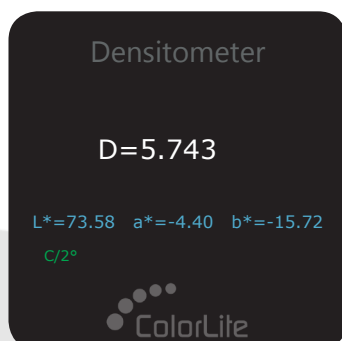 Densitometer
D=5.743
L*=73.58 a*=-4.40 b*=-15.72
C/2°
ColorLite